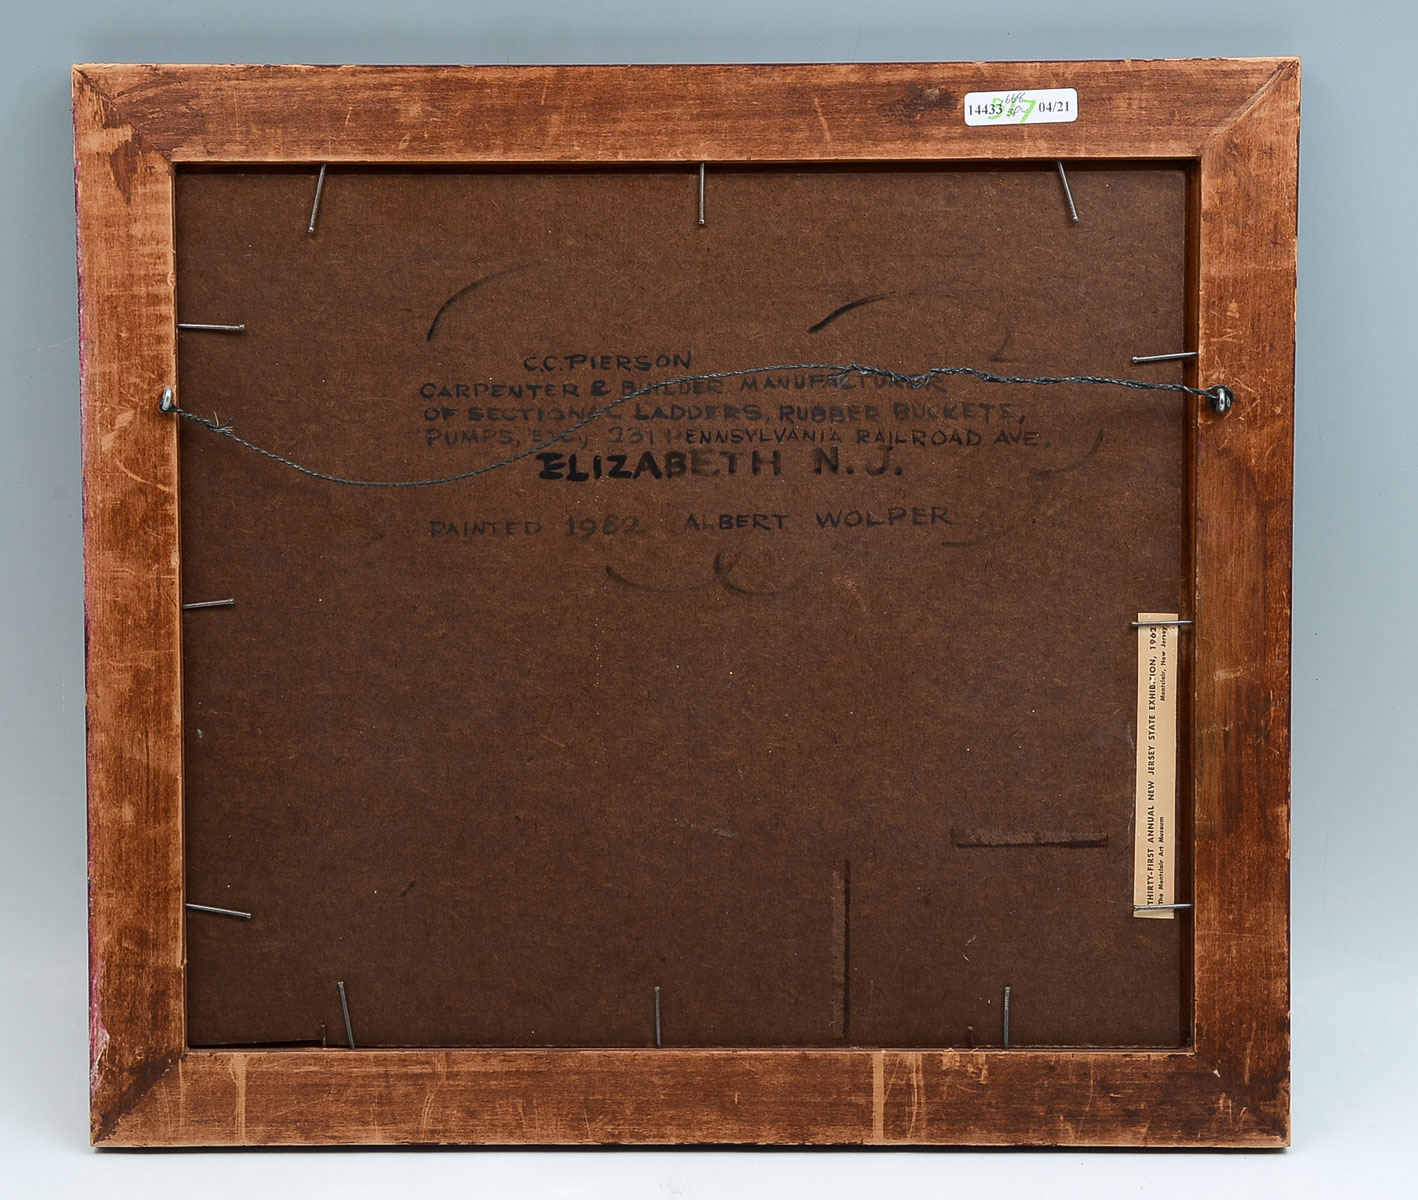 14433 04/21
C.C. PIERSON
CARPENTER & BUILDER MANUFACTURER
OF SECTIONAL LADDERS, RUBBER BUCKETS,
PUMPS, ETC., 231 PENNSYLVANIA RAILROAD AVE.
ELIZABETH N.J.
PAINTED 1962 ALBERT WOLPER
THIRTY-FIRST ANNUAL NEW JERSEY STATE EXHIBITION, 1962
The Montclair Art Museum Montclair, New Jersey